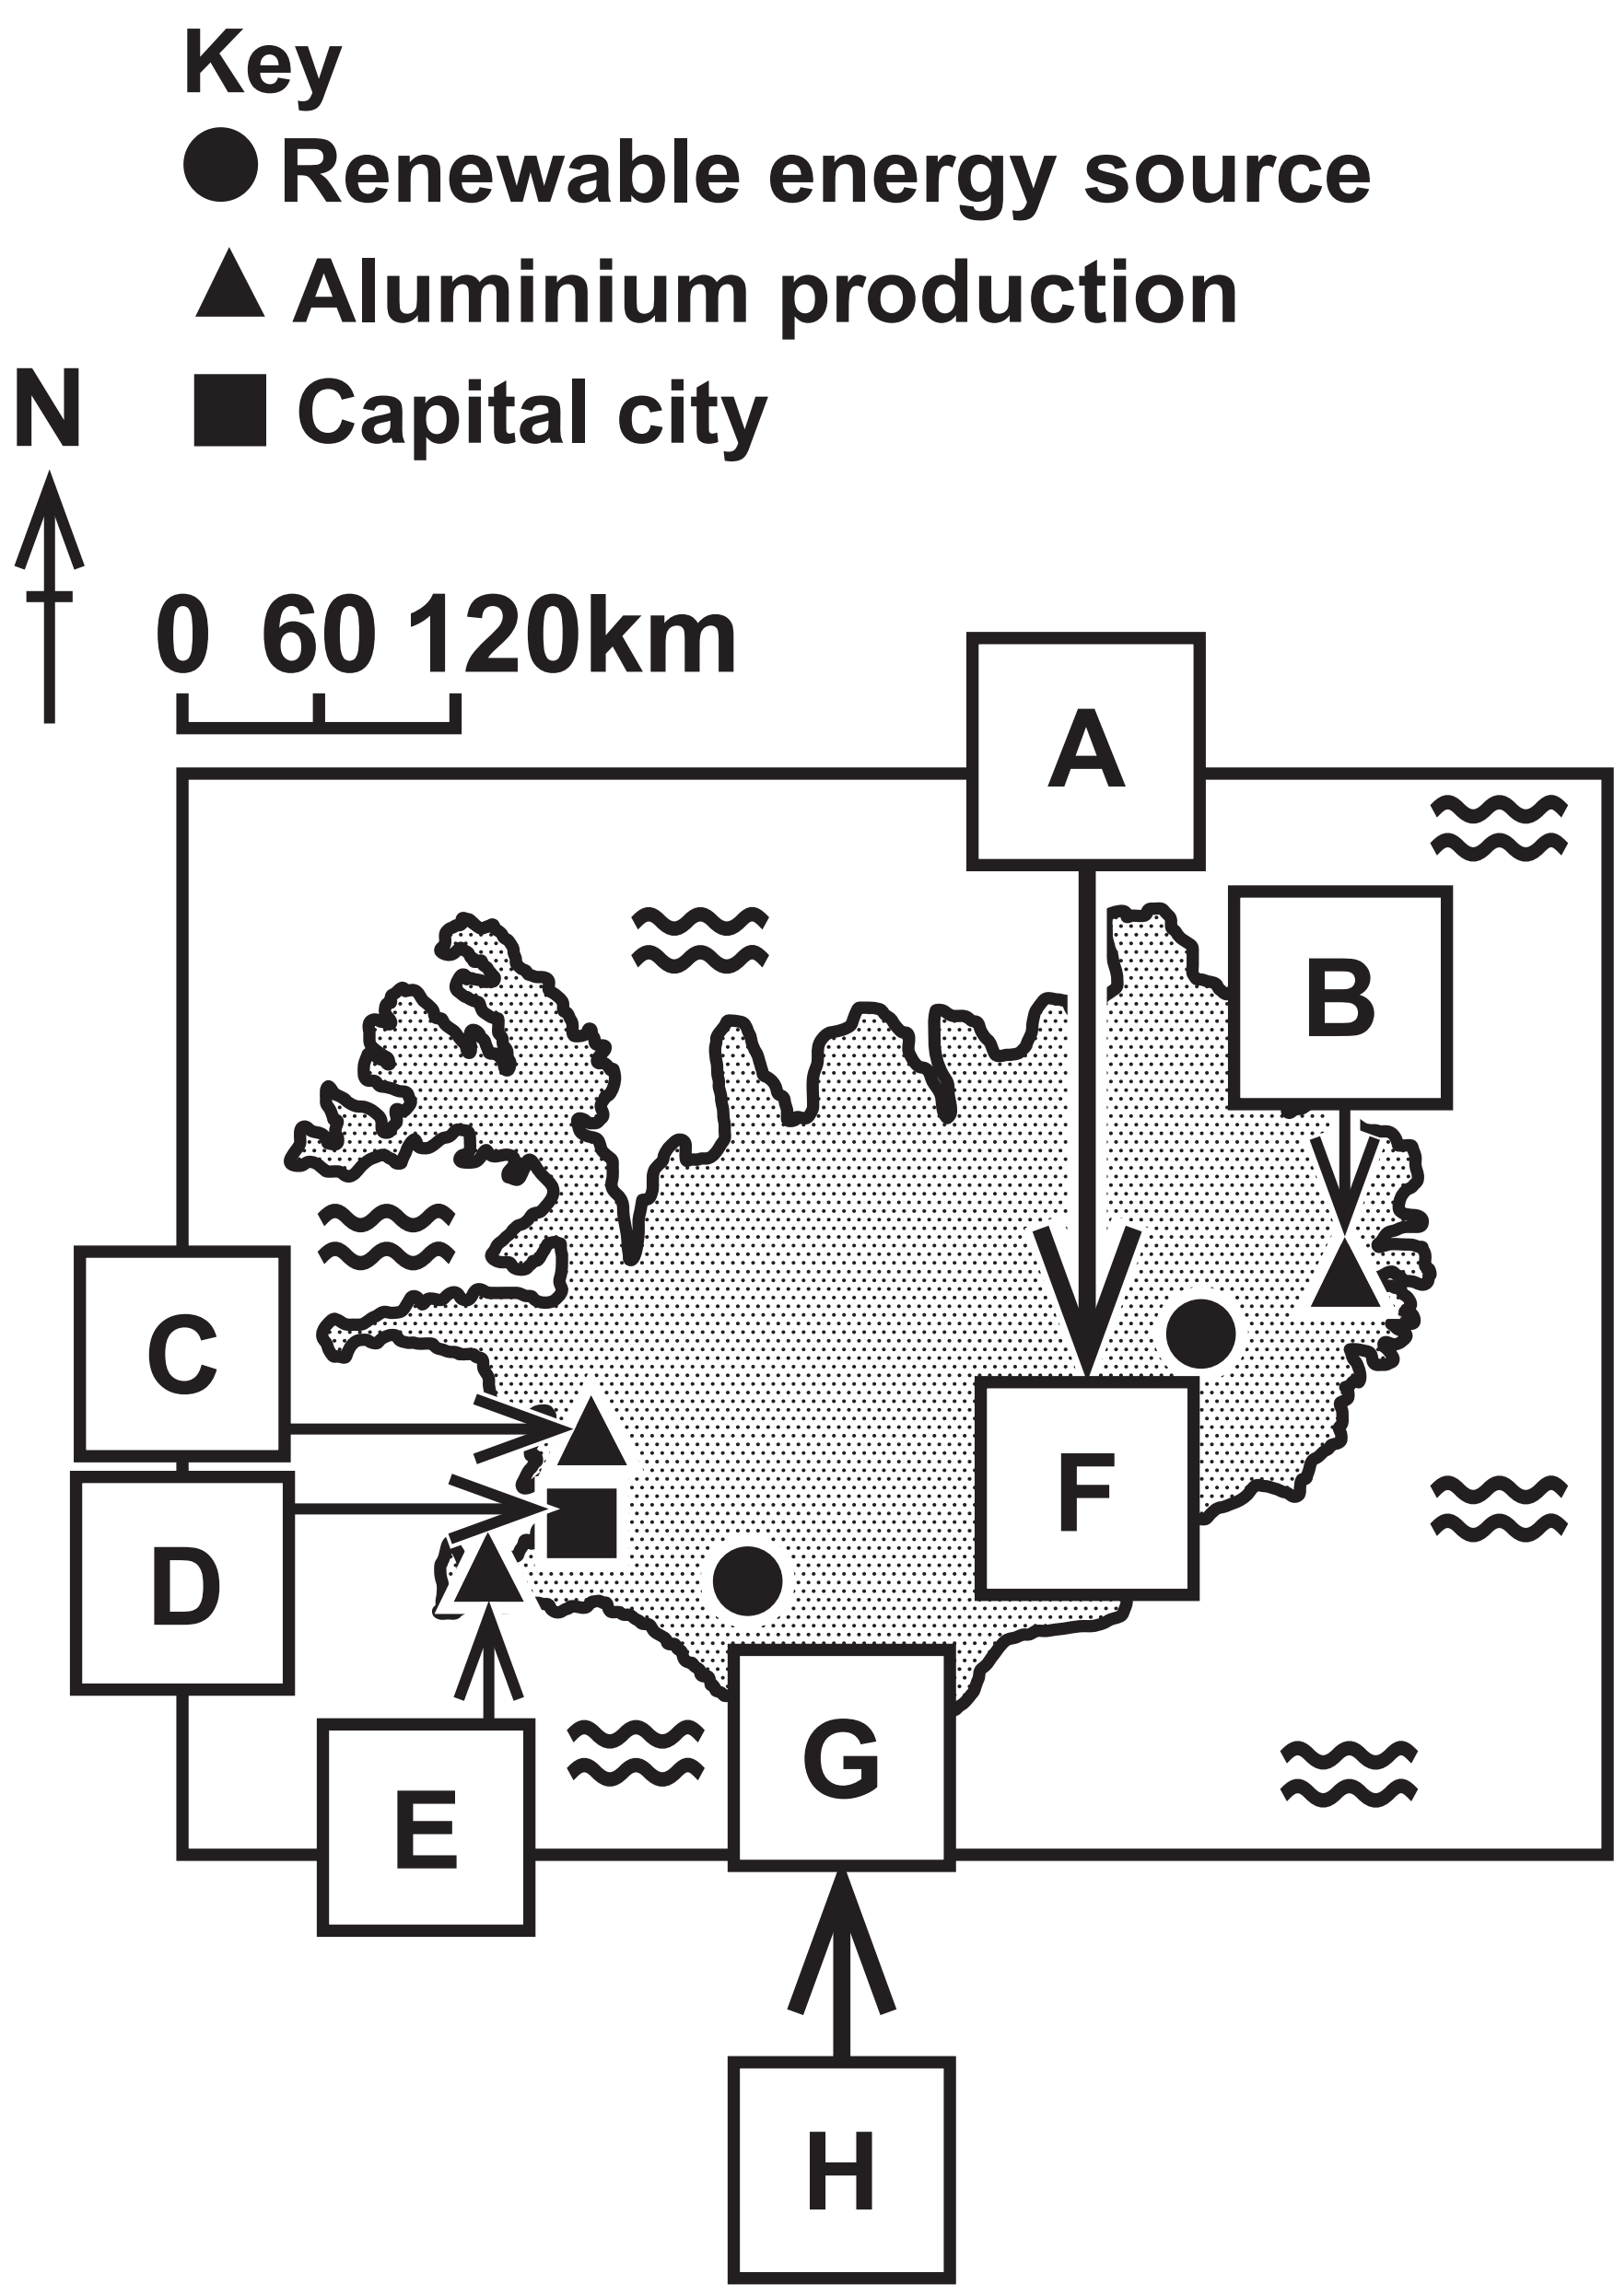 Key
Renewable energy source
Aluminium production
Capital city
N
0 60 120km
A
B
C
D
E
F
G
H